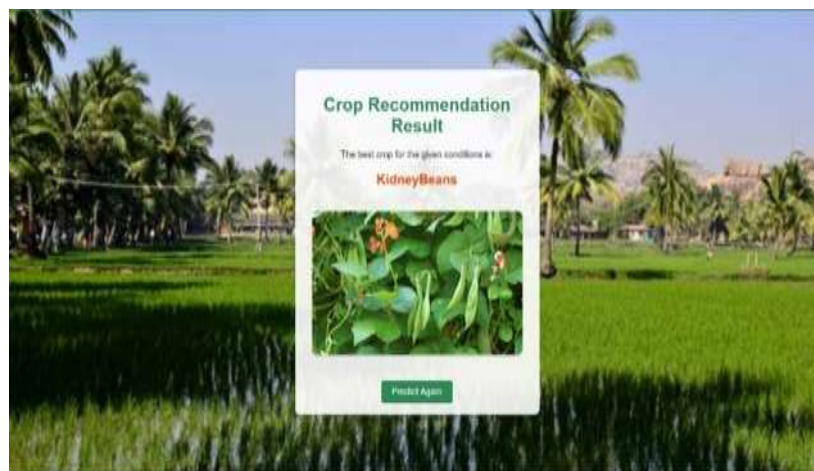 Crop Recommendation
Result
The best crop for the given conditions is:
KidneyBeans
Predict Again